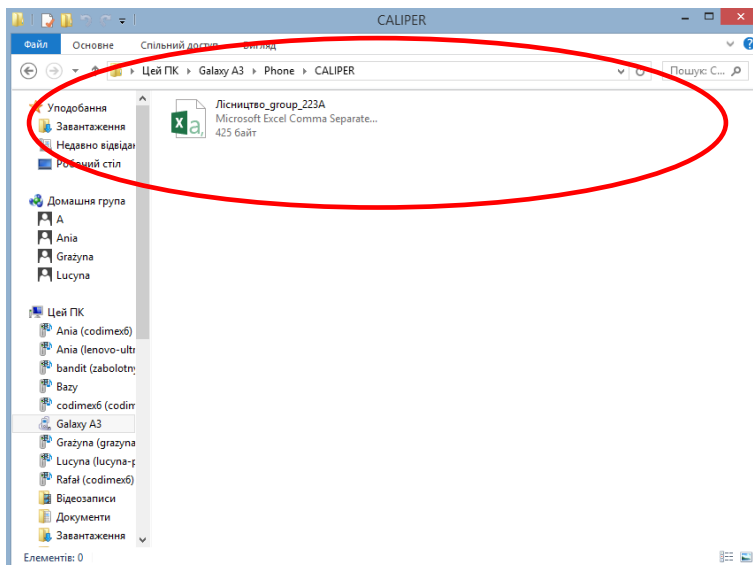 CALIPER
Файл Основне Спільний доступ Вигляд
Цей ПК Galaxy A3 Phone CALIPER Пошук: С...
Уподобання
Завантаження
Недавно відвідан
Робочий стіл
Лісництво_group_223A
Microsoft Excel Comma Separate...
425 байт
Домашня група
A
Ania
Grażyna
Lucyna
Цей ПК
Ania (codimex6)
Ania (lenovo-ultr
bandit (zabolotny
Bazy
codimex6 (codim
Galaxy A3
Grażyna (grazyna
Lucyna (lucyna-p
Rafał (codimex6)
Відеозаписи
Документи
Завантаження
Елементів: 0